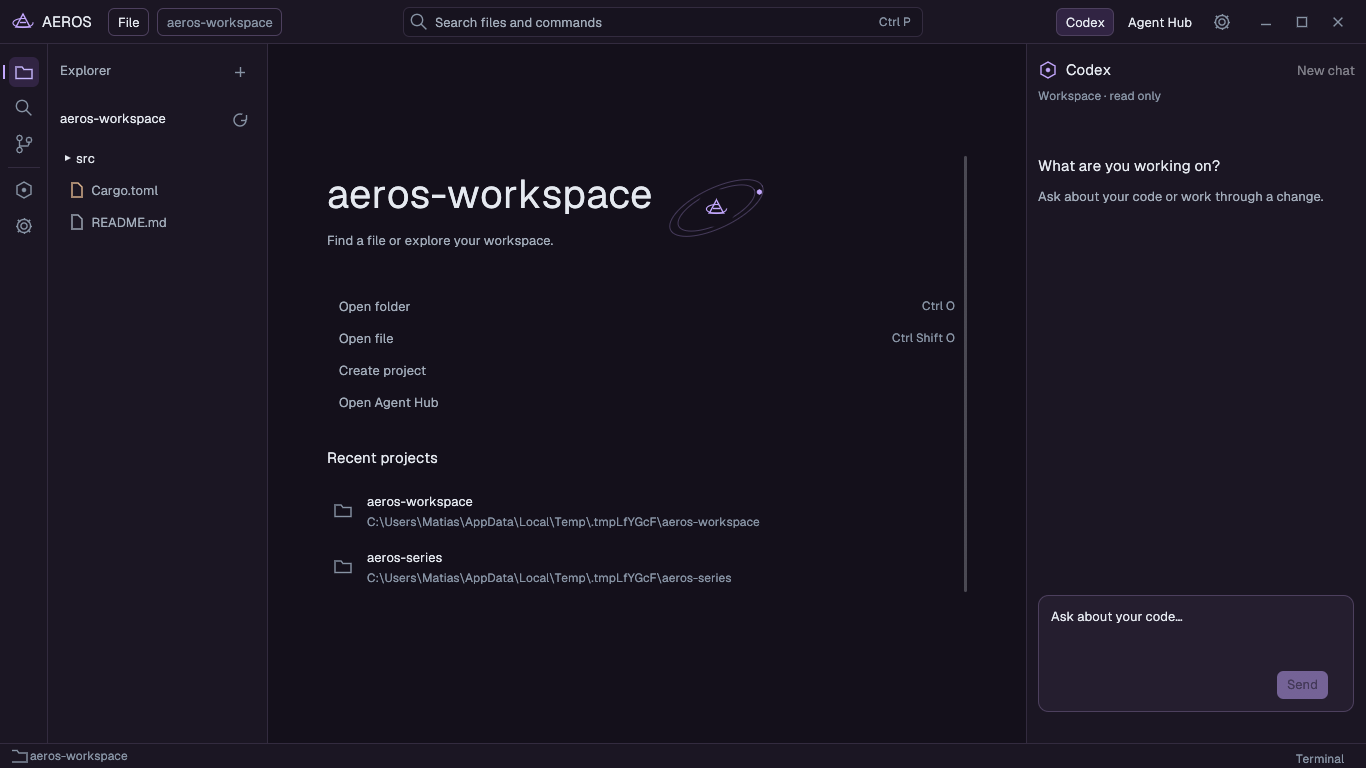 AEROS
File
aeros-workspace
Search files and commands
Ctrl P
Codex
Agent Hub
Explorer
aeros-workspace
src
Cargo.toml
README.md
aeros-workspace
Find a file or explore your workspace.
Open folder
Ctrl O
Open file
Ctrl Shift O
Create project
Open Agent Hub
Recent projects
aeros-workspace
C:\Users\Matias\AppData\Local\Temp\.tmpLfYGcF\aeros-workspace
aeros-series
C:\Users\Matias\AppData\Local\Temp\.tmpLfYGcF\aeros-series
Codex
New chat
Workspace · read only
What are you working on?
Ask about your code or work through a change.
Ask about your code…
Send
aeros-workspace
Terminal